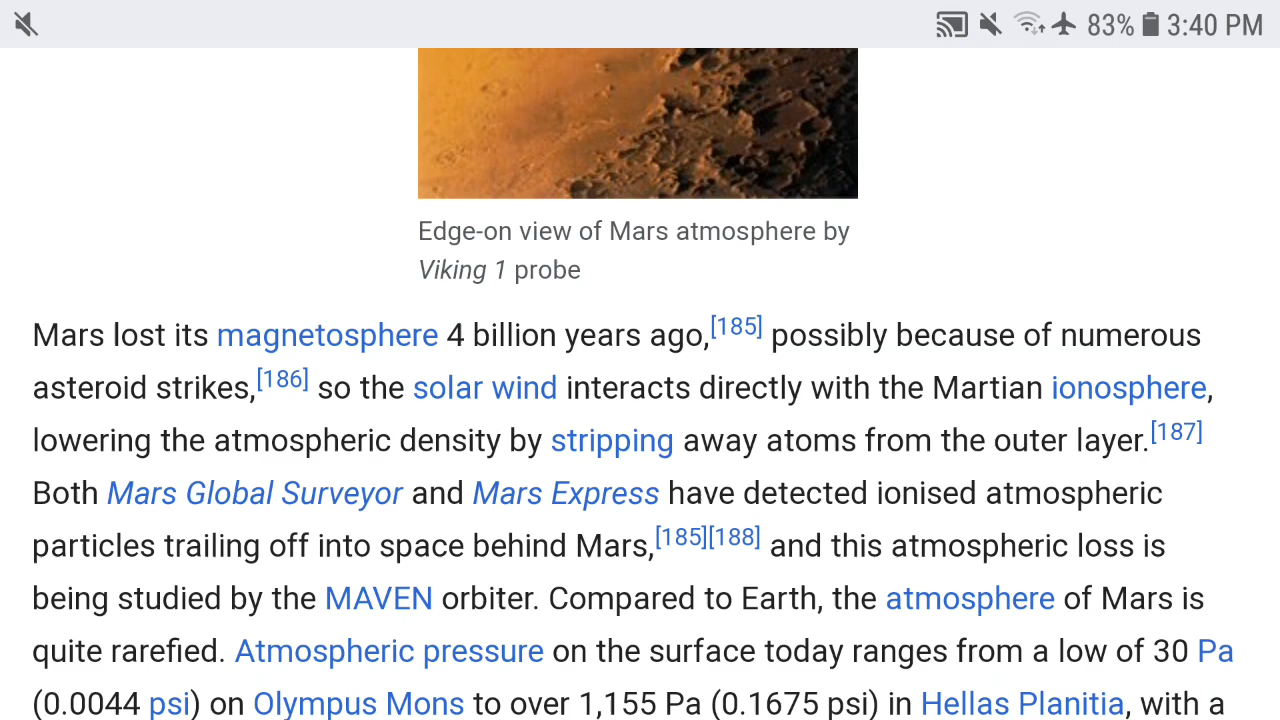 83% 3:40 PM
Edge-on view of Mars atmosphere by
Viking 1 probe
Mars lost its magnetosphere 4 billion years ago,[185] possibly because of numerous
asteroid strikes,[186] so the solar wind interacts directly with the Martian ionosphere,
lowering the atmospheric density by stripping away atoms from the outer layer.[187]
Both Mars Global Surveyor and Mars Express have detected ionised atmospheric
particles trailing off into space behind Mars,[185][188] and this atmospheric loss is
being studied by the MAVEN orbiter. Compared to Earth, the atmosphere of Mars is
quite rarefied. Atmospheric pressure on the surface today ranges from a low of 30 Pa
(0.0044 psi) on Olympus Mons to over 1,155 Pa (0.1675 psi) in Hellas Planitia, with a